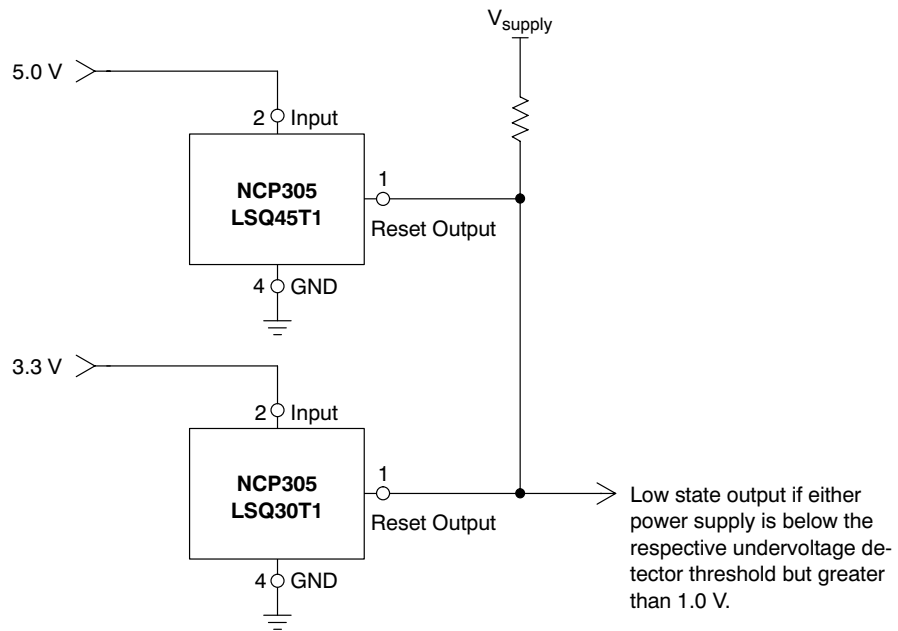 V_supply
5.0 V
2 Input
NCP305
LSQ45T1
1
Reset Output
4 GND
3.3 V
2 Input
NCP305
LSQ30T1
1
Reset Output
4 GND
Low state output if either
power supply is below the
respective undervoltage de-
tector threshold but greater
than 1.0 V.